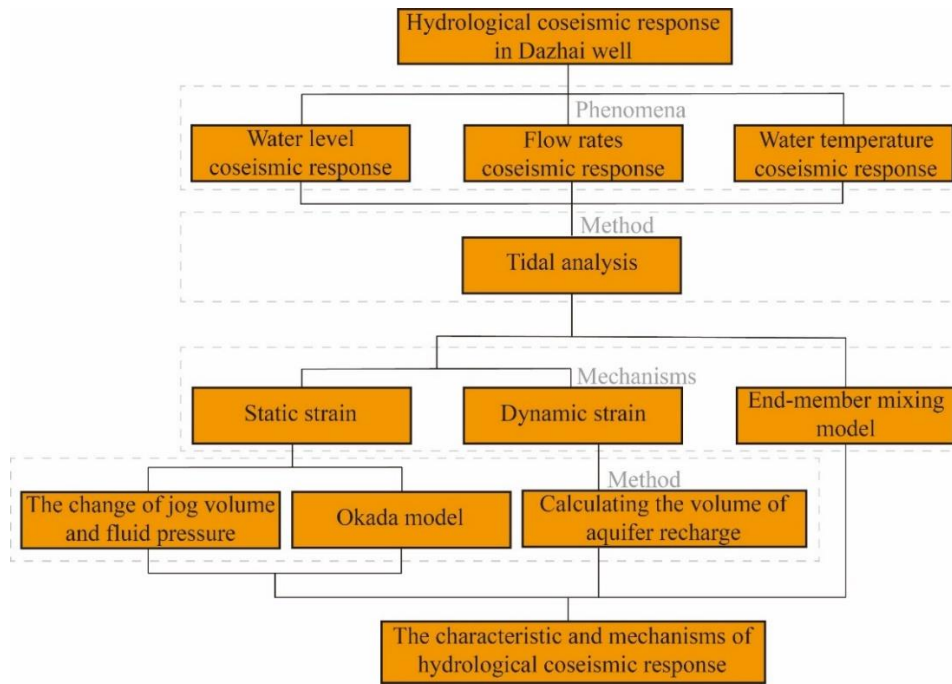 Hydrological coseismic response
in Dazhai well
Phenomena
Water level
coseismic response
Flow rates
coseismic response
Water temperature
coseismic response
Method
Tidal analysis
Mechanisms
Static strain
Dynamic strain
End-member mixing
model
Method
The change of jog volume
and fluid pressure
Okada model
Calculating the volume of
aquifer recharge
The characteristic and mechanisms of
hydrological coseismic response